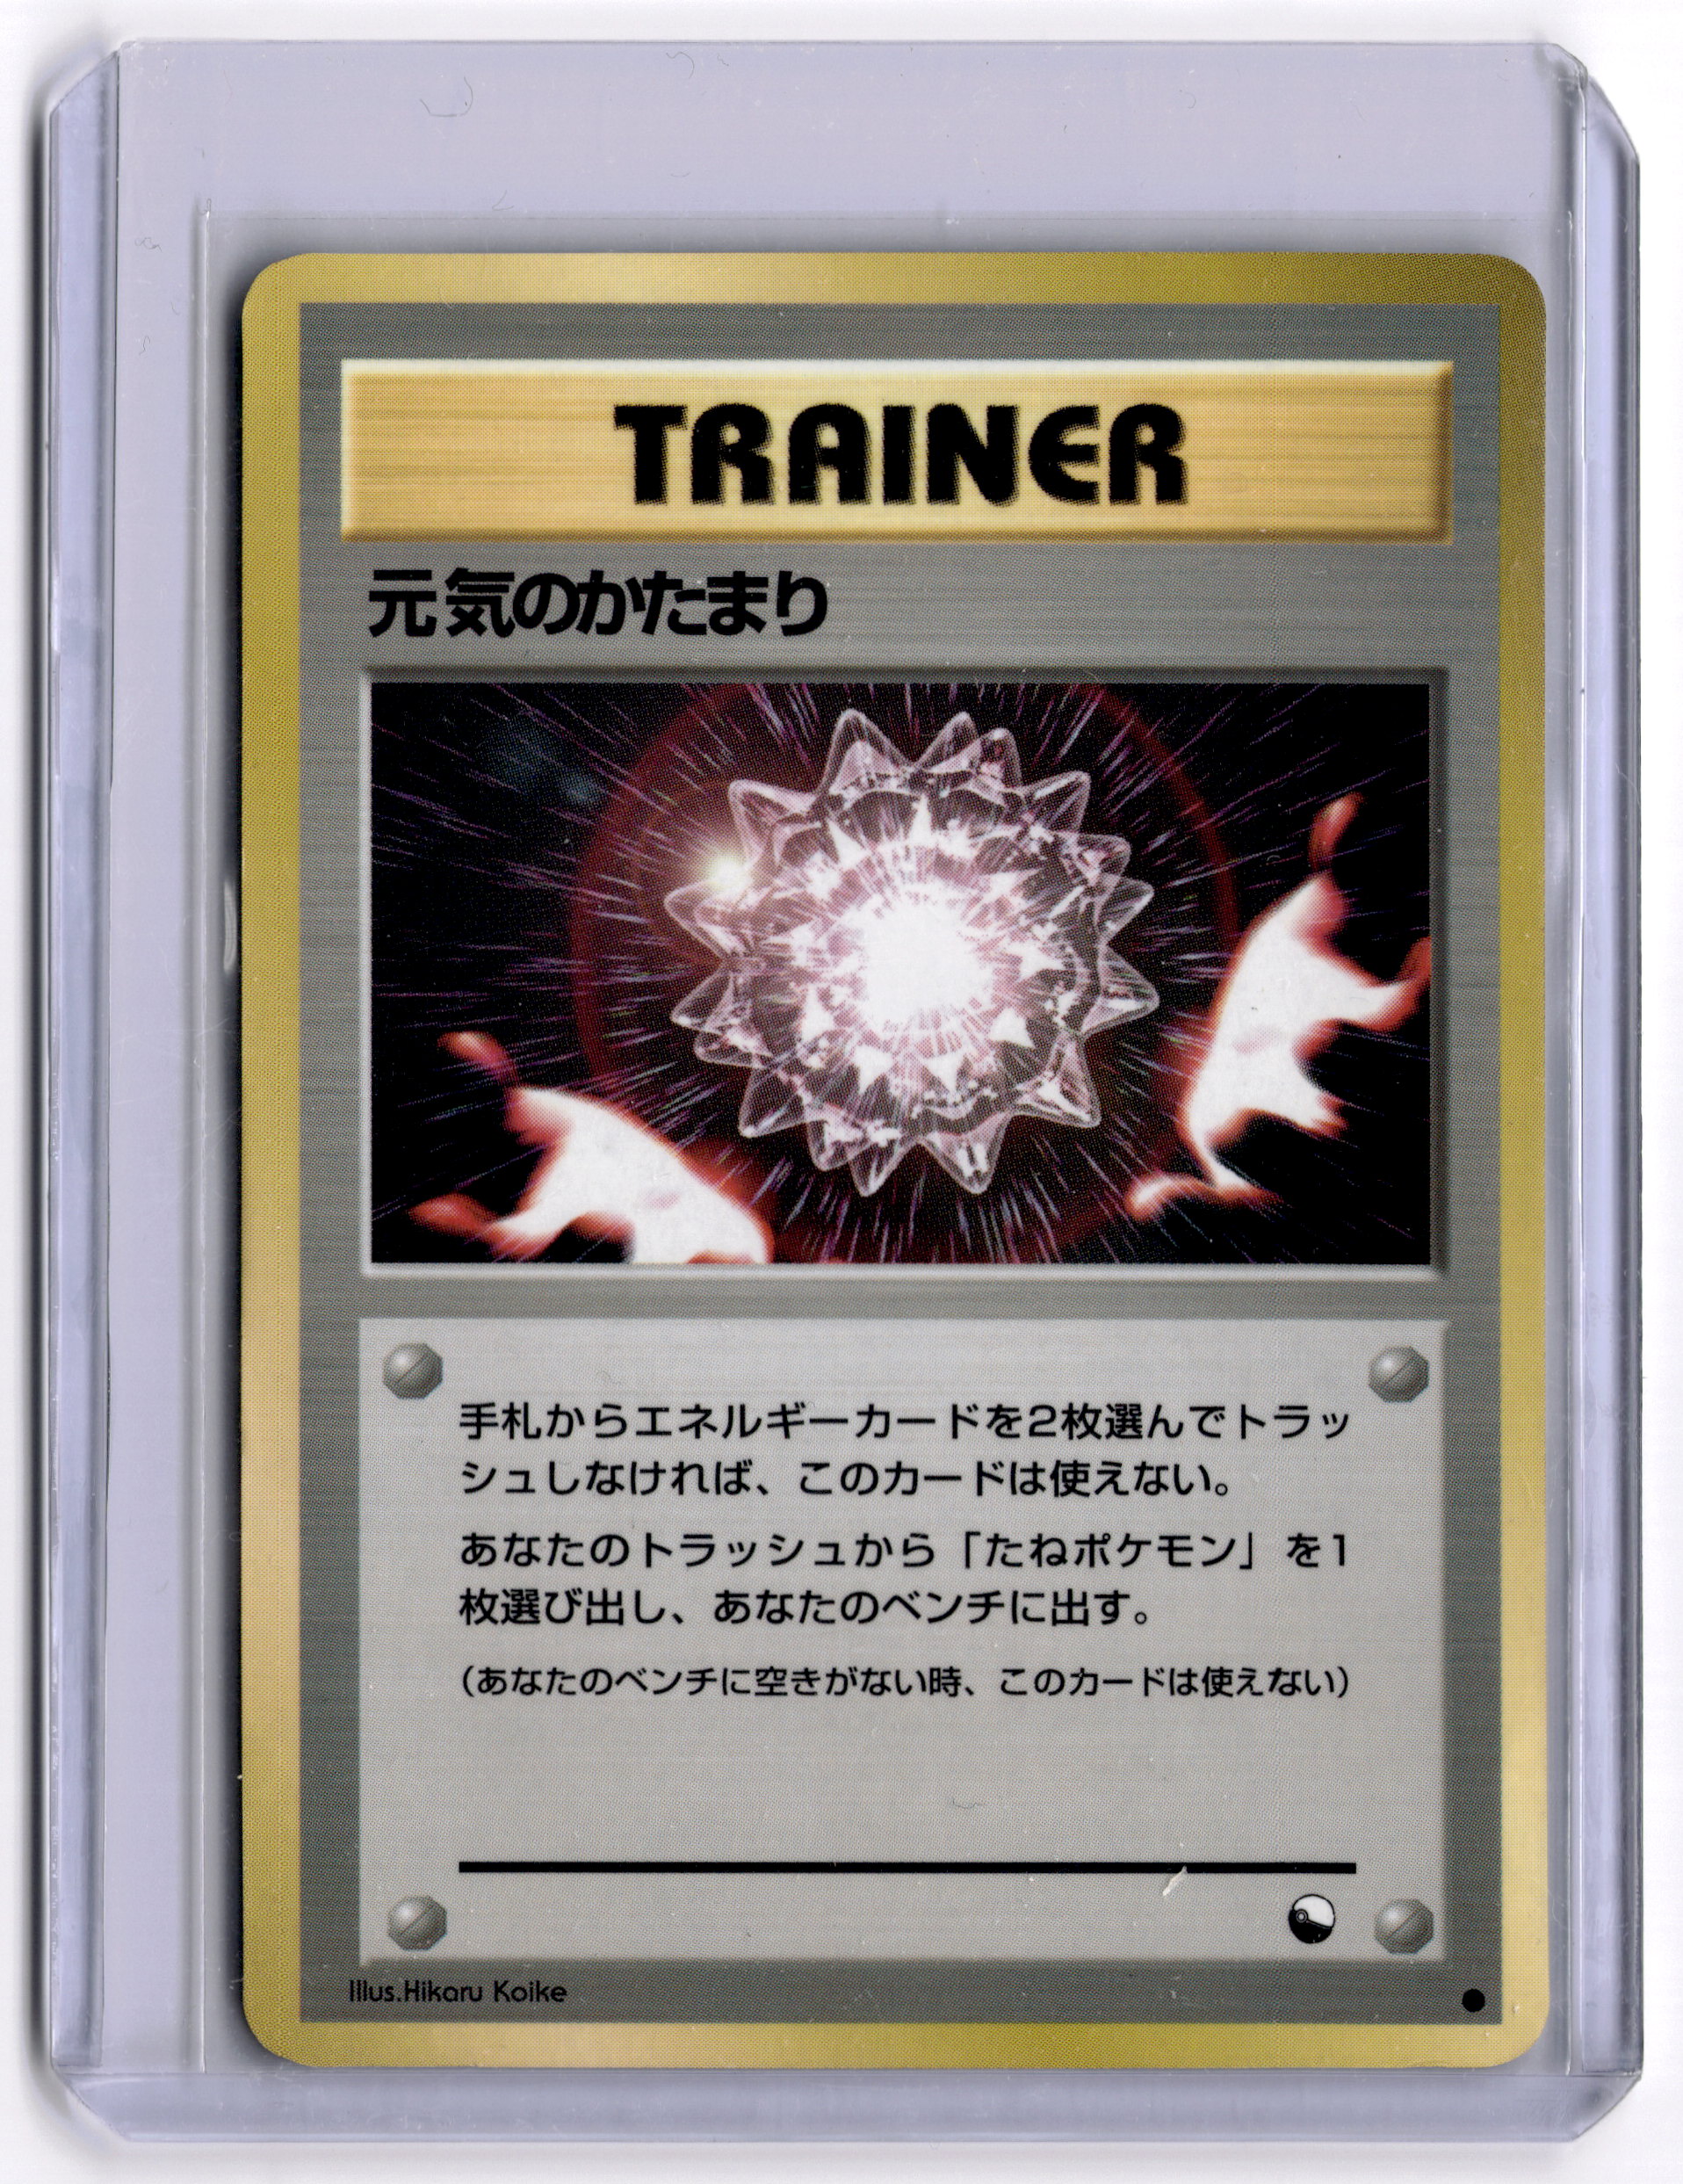 TRAINER
元気のかたまり
手札からエネルギーカードを2枚選んでトラッ
シュしなければ、このカードは使えない。
あなたのトラッシュから「たねポケモン」を1
枚選び出し、あなたのベンチに出す。
（あなたのベンチに空きがない時、このカードは使えない）
Illus.Hikaru Koike